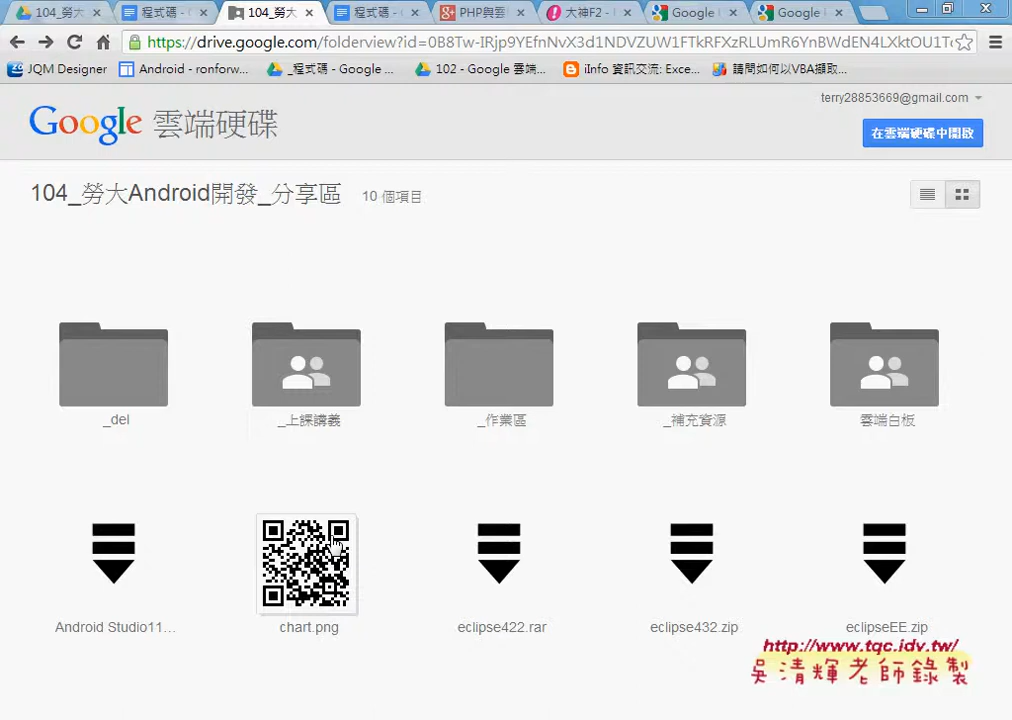 104_勞大
程式碼 - G
104_勞大
程式碼 - G
PHP與雲
大神F2 -
Google
Google
https://drive.google.com/folderview?id=0B8Tw-IRjp9YEfnNvX3d1NDVZUW1FTkRFXzRLUmR6YnBWdEN4LXktOU1Tc
JQM Designer
Android - ronforw...
_程式碼 - Google ...
102 - Google 雲端...
iInfo 資訊交流: Exce...
請問如何以VBA擷取...
terry28853669@gmail.com
Google 雲端硬碟
在雲端硬碟中開啟
104_勞大Android開發_分享區 10 個項目
_del
_上課講義
_作業區
_補充資源
雲端白板
Android Studio11...
chart.png
eclipse422.rar
eclipse432.zip
eclipseEE.zip
http://www.tqc.idv.tw/
吳清輝老師錄製